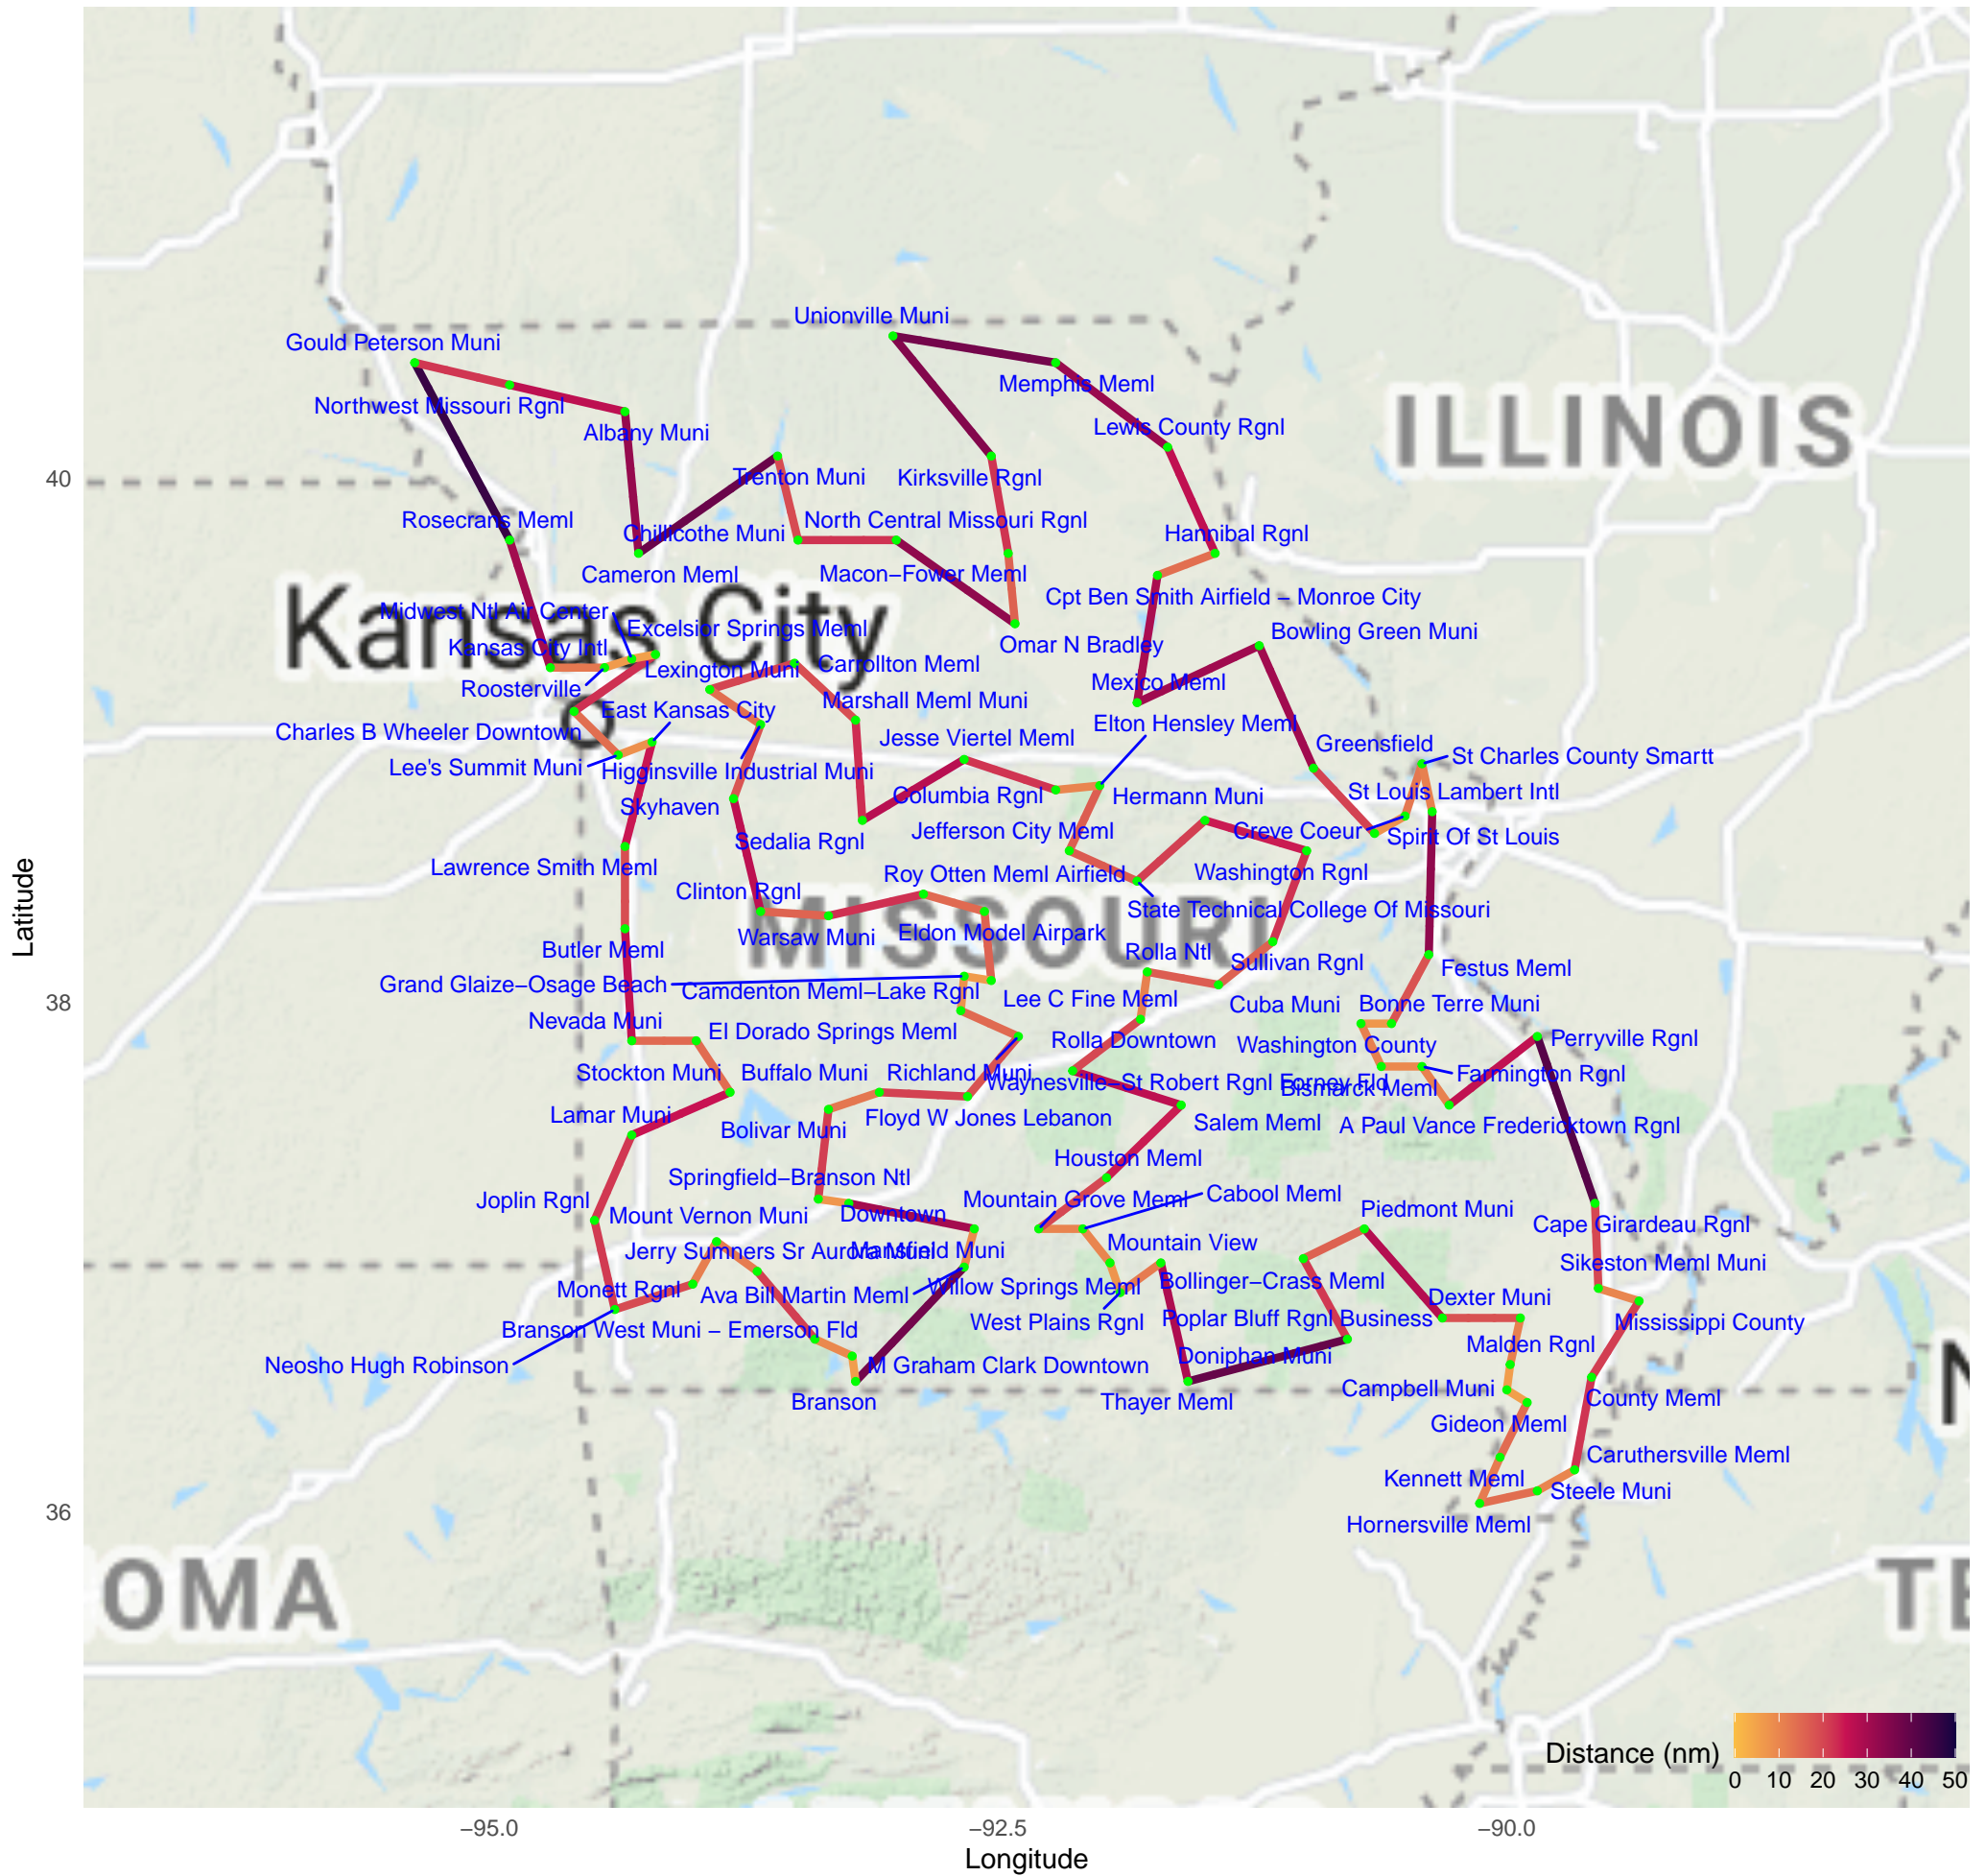 Unionville Muni
Gould Peterson Muni
Memphis Meml
Northwest Missouri Rgnl
ILLINOIS
Albany Muni
Lewis County Rgnl
40
Trenton Muni
Kirksville Rgnl
Rosecrans Meml
North Central Missouri Rgnl
Chillicothe Muni
Hannibal Rgnl
Cameron Meml
Macon−Fower Meml
Cpt Ben Smith Airfield − Monroe City
Midwest Ntl Air Center
Kansas City
Excelsior Springs Meml
Bowling Green Muni
Kansas City Intl
Omar N Bradley
Lexington Muni
Carrollton Meml
Roosterville
Mexico Meml
Marshall Meml Muni
East Kansas City
Elton Hensley Meml
Charles B Wheeler Downtown
Jesse Viertel Meml
Greensfield
St Charles County Smartt
Lee's Summit Muni
Higginsville Industrial Muni
St Louis Lambert Intl
Columbia Rgnl
Hermann Muni
Skyhaven
Jefferson City Meml
Creve Coeur
Spirit Of St Louis
Sedalia Rgnl
Lawrence Smith Meml
Roy Otten Meml Airfield
Washington Rgnl
Clinton Rgnl
State Technical College Of Missouri
MISSOURI
Warsaw Muni
Eldon Model Airpark
Butler Meml
Rolla Ntl
Sullivan Rgnl
Festus Meml
Grand Glaize−Osage Beach
Camdenton Meml−Lake Rgnl
Lee C Fine Meml
Cuba Muni
Bonne Terre Muni
38
Nevada Muni
El Dorado Springs Meml
Rolla Downtown
Washington County
Perryville Rgnl
Stockton Muni
Buffalo Muni
Richland Muni
Waynesville−St Robert Rgnl Forney Fld
Bismarck Meml
Farmington Rgnl
Lamar Muni
Bolivar Muni
Floyd W Jones Lebanon
Salem Meml
A Paul Vance Fredericktown Rgnl
Houston Meml
Springfield−Branson Ntl
Joplin Rgnl
Mount Vernon Muni
Downtown
Mountain Grove Meml
Cabool Meml
Piedmont Muni
Cape Girardeau Rgnl
Jerry Sumners Sr Aurora Muni
Mansfield Muni
Mountain View
Sikeston Meml Muni
Monett Rgnl
Ava Bill Martin Meml
Willow Springs Meml
Bollinger−Crass Meml
Dexter Muni
Branson West Muni − Emerson Fld
West Plains Rgnl
Poplar Bluff Rgnl Business
Mississippi County
Malden Rgnl
Neosho Hugh Robinson
M Graham Clark Downtown
Doniphan Muni
Branson
Thayer Meml
Campbell Muni
County Meml
Gideon Meml
Caruthersville Meml
Kennett Meml
Steele Muni
36
Hornersville Meml
OMA
TE
N
Latitude
Distance (nm)
0 10 20 30 40 50
−95.0 −92.5 −90.0
Longitude